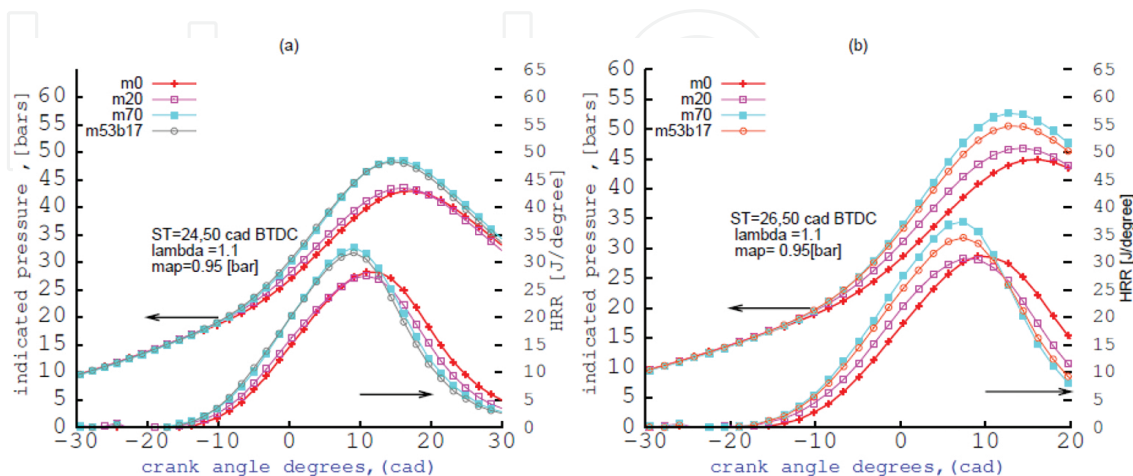 (a)
m0
m20
m70
m53b17
indicated pressure ,[bars]
60
55
50
45
40
35
30
25
20
15
10
5
0
ST=24,50 cad BTDC
lambda =1.1
map=0.95 [bar]
65
60
55
50
45
40
35
30
25
20
15
10
5
0
HRR [J/degree]
-30 -20 -10 0 10 20 30
crank angle degrees,(cad)
(b)
m0
m20
m70
m53b17
indicated pressure ,[bars]
60
55
50
45
40
35
30
25
20
15
10
5
0
ST=26,50 cad BTDC
lambda =1.1
map= 0.95[bar]
65
60
55
50
45
40
35
30
25
20
15
10
5
0
HRR [J/degree]
-30 -20 -10 0 10 20
crank angle degrees,(cad)